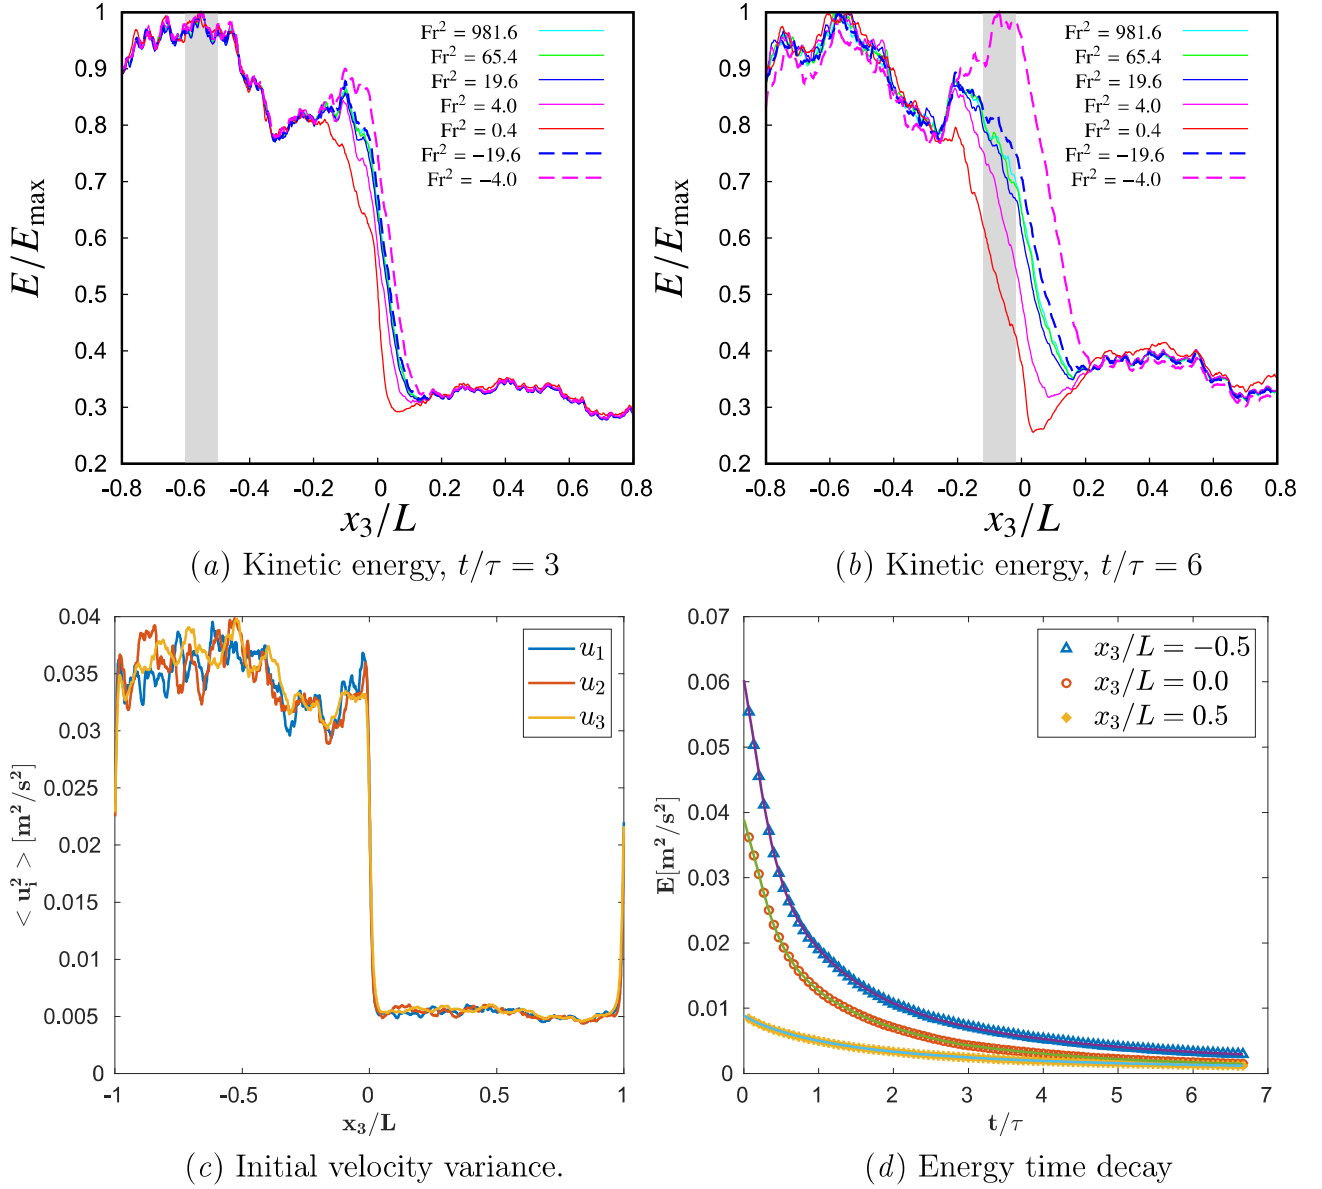 Fr² = 981.6
Fr² = 65.4
Fr² = 19.6
Fr² = 4.0
Fr² = 0.4
Fr² = −19.6
Fr² = −4.0
1
0.9
0.8
0.7
0.6
0.5
0.4
0.3
0.2
E/E_max
-0.8 -0.6 -0.4 -0.2 0 0.2 0.4 0.6 0.8
x₃/L
(a) Kinetic energy, t/τ = 3
Fr² = 981.6
Fr² = 65.4
Fr² = 19.6
Fr² = 4.0
Fr² = 0.4
Fr² = −19.6
Fr² = −4.0
1
0.9
0.8
0.7
0.6
0.5
0.4
0.3
0.2
E/E_max
-0.8 -0.6 -0.4 -0.2 0 0.2 0.4 0.6 0.8
x₃/L
(b) Kinetic energy, t/τ = 6
u₁
u₂
u₃
0.04
0.035
0.03
0.025
0.02
0.015
0.01
0.005
0
< u_i² > [m²/s²]
-1 -0.5 0 0.5 1
x₃/L
(c) Initial velocity variance.
x₃/L = −0.5
x₃/L = 0.0
x₃/L = 0.5
0.07
0.06
0.05
0.04
0.03
0.02
0.01
0
E[m²/s²]
0 1 2 3 4 5 6 7
t/τ
(d) Energy time decay